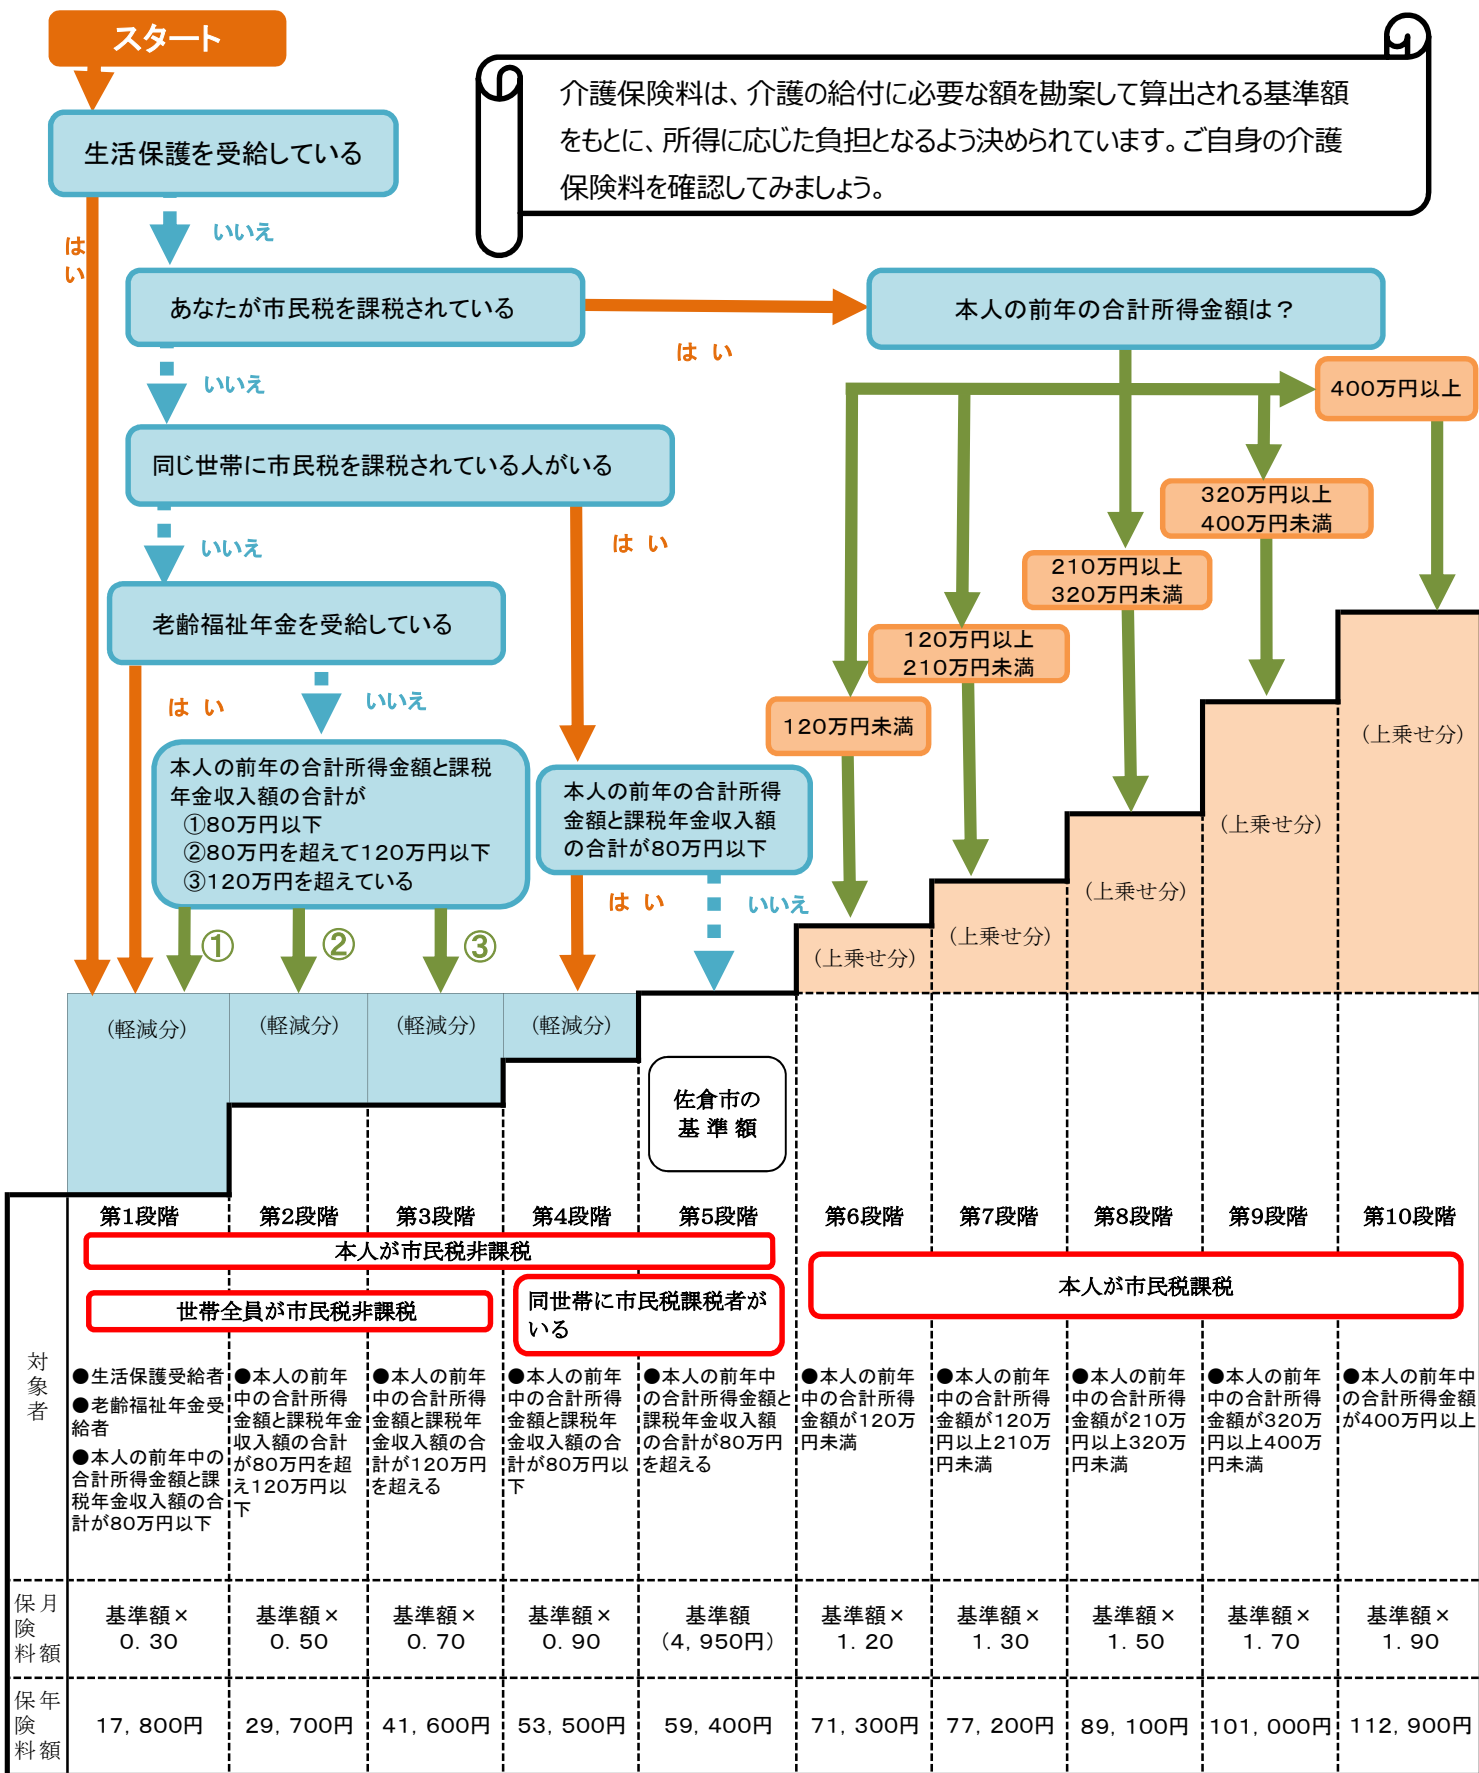 スタート
介護保険料は、介護の給付に必要な額を勘案して算出される基準額
をもとに、所得に応じた負担となるよう決められています。ご自身の介護
保険料を確認してみましょう。
生活保護を受給している
はい
いいえ
あなたが市民税を課税されている
は い
いいえ
本人の前年の合計所得金額は？
400万円以上
同じ世帯に市民税を課税されている人がいる
いいえ
は い
320万円以上
400万円未満
210万円以上
320万円未満
120万円以上
210万円未満
120万円未満
老齢福祉年金を受給している
は い
いいえ
本人の前年の合計所得金額と課税
年金収入額の合計が
①80万円以下
②80万円を超えて120万円以下
③120万円を超えている
本人の前年の合計所得
金額と課税年金収入額
の合計が80万円以下
は い
いいえ
①
②
③
(上乗せ分)
(上乗せ分)
(上乗せ分)
(上乗せ分)
(上乗せ分)
(軽減分)
(軽減分)
(軽減分)
(軽減分)
佐倉市の
基 準 額
第1段階
第2段階
第3段階
第4段階
第5段階
第6段階
第7段階
第8段階
第9段階
第10段階
本人が市民税非課税
世帯全員が市民税非課税
同世帯に市民税課税者が
いる
本人が市民税課税
対象者
●生活保護受給者
●老齢福祉年金受
給者
●本人の前年中の
合計所得金額と課
税年金収入額の合
計が80万円以下
●本人の前年
中の合計所得
金額と課税年金
収入額の合計
が80万円を超
え120万円以
下
●本人の前年
中の合計所得
金額と課税年
金収入額の合
計が120万円
を超える
●本人の前年
中の合計所得
金額と課税年
金収入額の合
計が80万円以
下
●本人の前年中
の合計所得金額と
課税年金収入額
の合計が80万円
を超える
●本人の前年
中の合計所得
金額が120万
円未満
●本人の前年
中の合計所得
金額が120万
円以上210万
円未満
●本人の前年
中の合計所得
金額が210万
円以上320万
円未満
●本人の前年
中の合計所得
金額が320万
円以上400万
円未満
●本人の前年中
の合計所得金額
が400万円以上
保険料月額
基準額×
0．30
基準額×
0．50
基準額×
0．70
基準額×
0．90
基準額
（4，950円）
基準額×
1．20
基準額×
1．30
基準額×
1．50
基準額×
1．70
基準額×
1．90
保険料年額
17，800円
29，700円
41，600円
53，500円
59，400円
71，300円
77，200円
89，100円
101，000円
112，900円